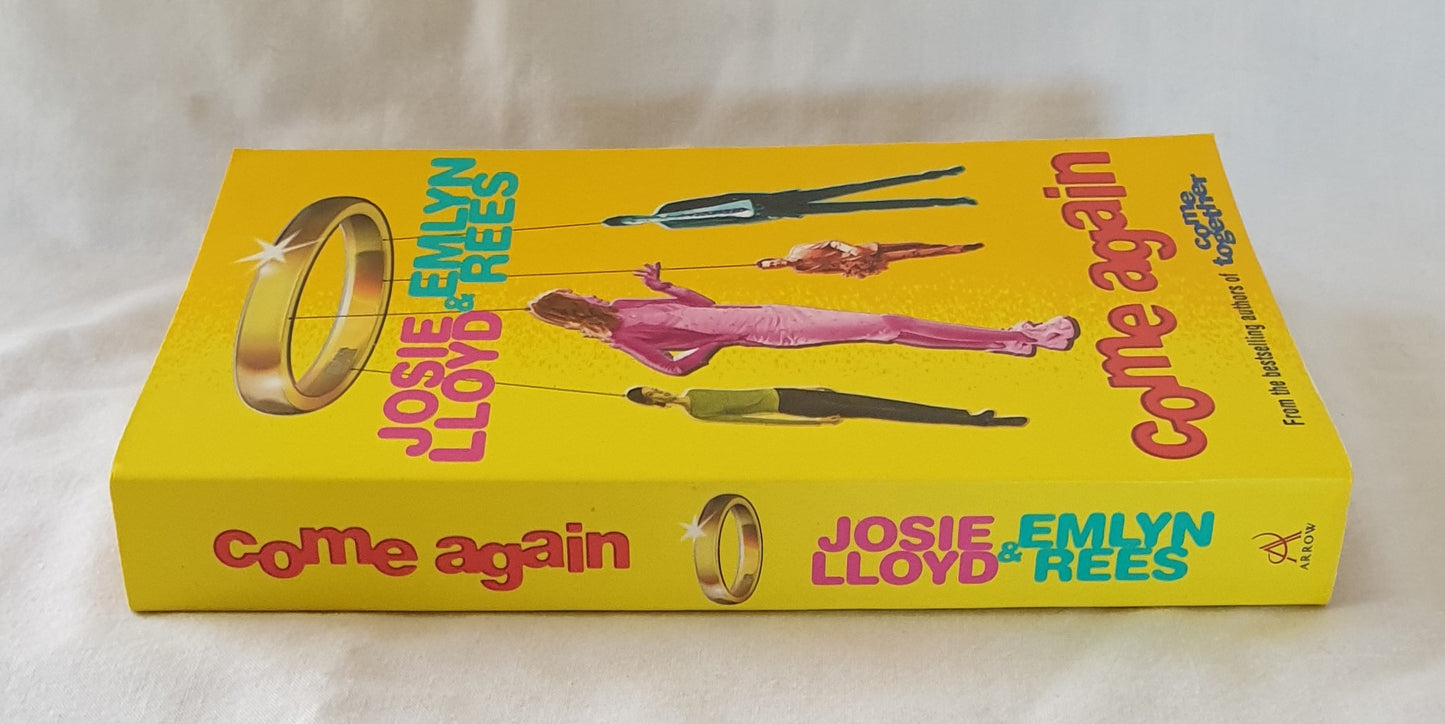 JOSIE
LLOYD
&
EMLYN
REES
come again
From the bestselling authors of
come
together
come again
JOSIE
LLOYD
&
EMLYN
REES
ARROW